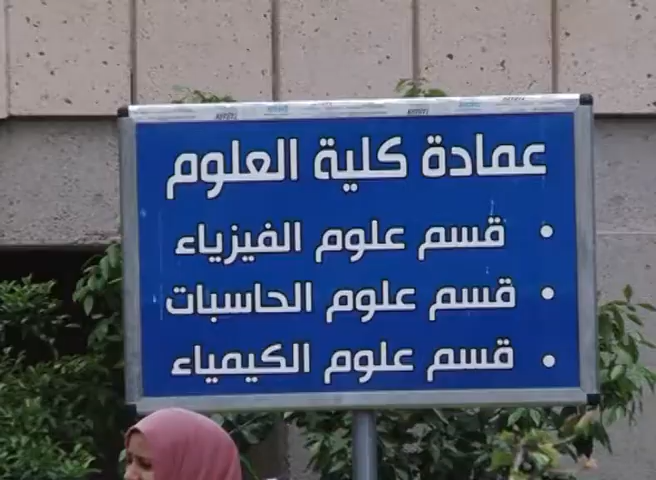 عمادة كلية العلوم
• قسم علوم الفيزياء
• قسم علوم الحاسبات
• قسم علوم الكيمياء